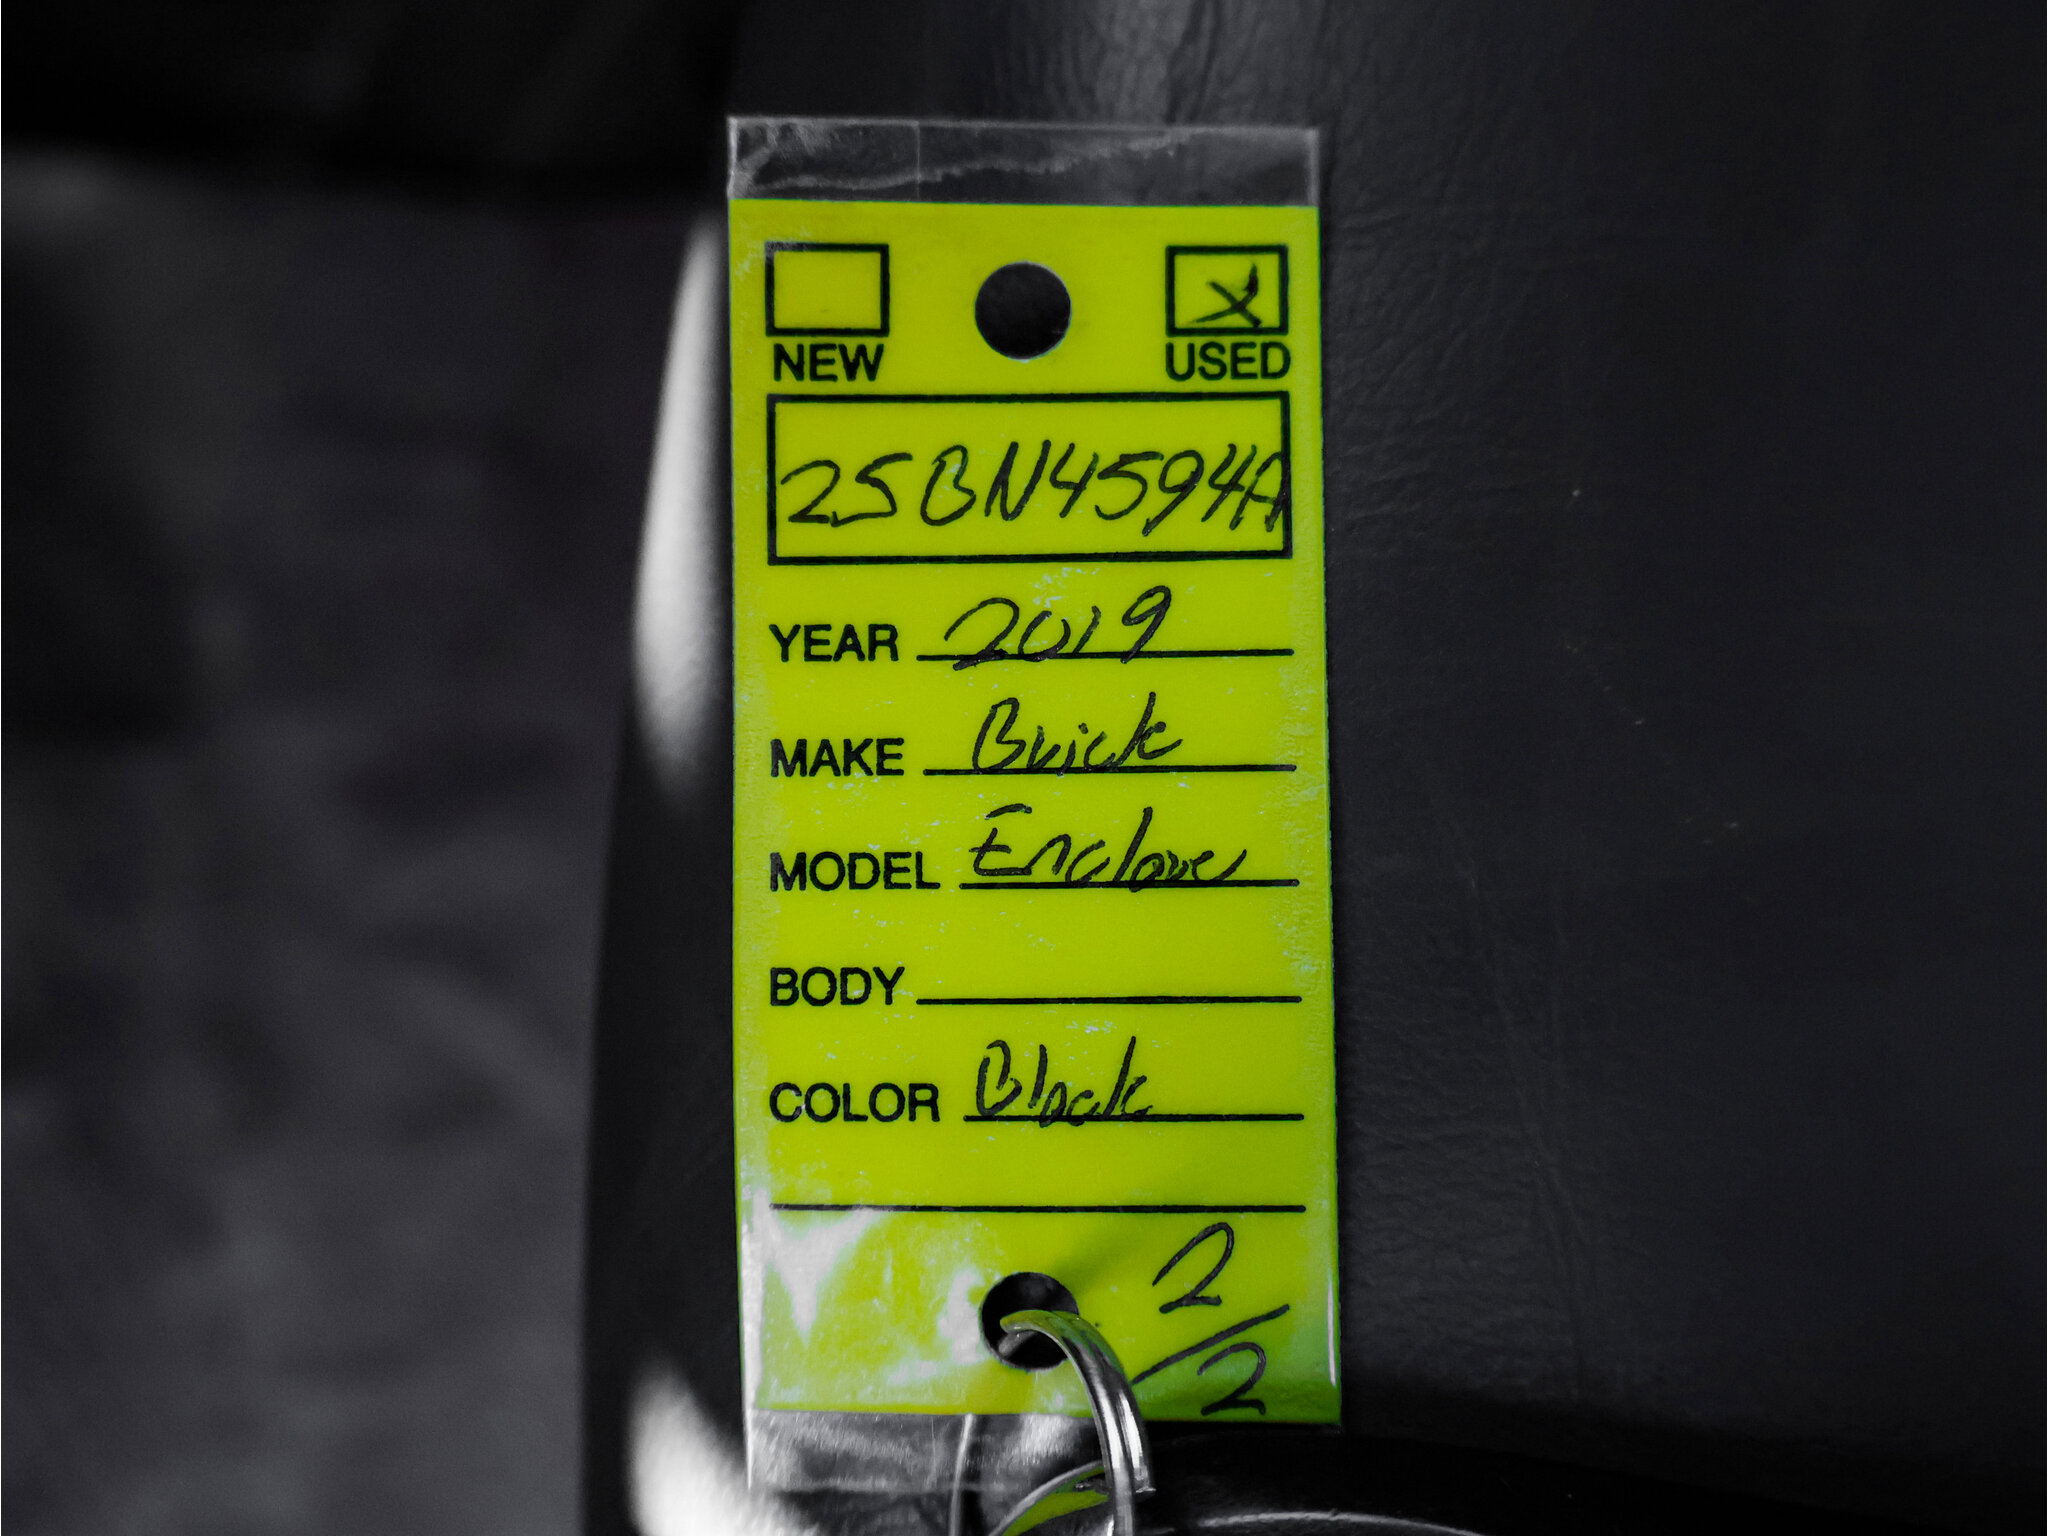 NEW USED
25BN4594A
YEAR 2019
MAKE Buick
MODEL Enclave
BODY
COLOR Black
2/2